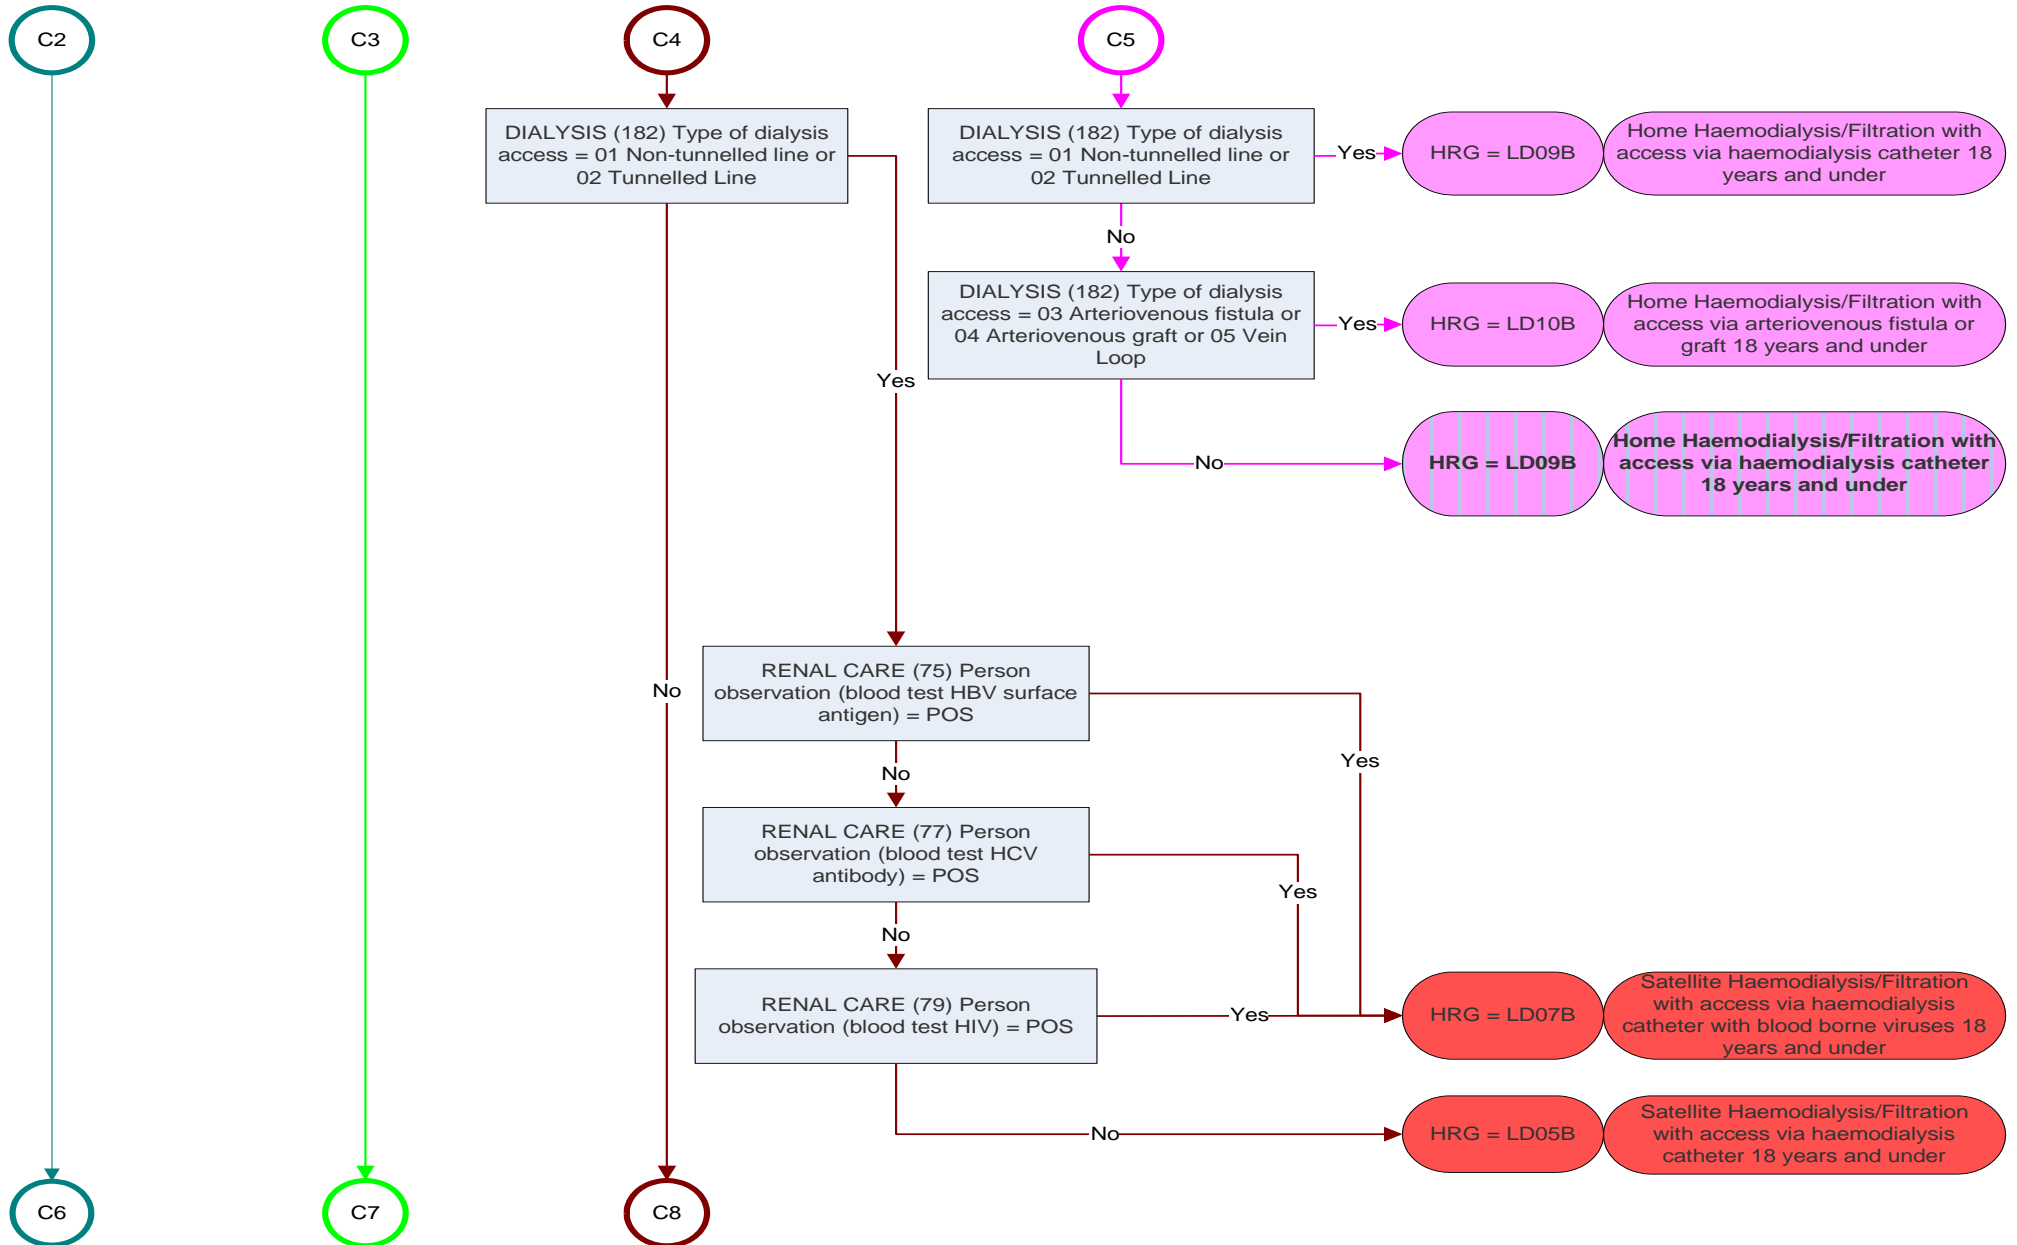 C2
C3
C4
C5
DIALYSIS (182) Type of dialysis
access = 01 Non-tunnelled line or
02 Tunnelled Line
DIALYSIS (182) Type of dialysis
access = 01 Non-tunnelled line or
02 Tunnelled Line
Yes
HRG = LD09B
Home Haemodialysis/Filtration with
access via haemodialysis catheter 18
years and under
No
DIALYSIS (182) Type of dialysis
access = 03 Arteriovenous fistula or
04 Arteriovenous graft or 05 Vein
Loop
Yes
HRG = LD10B
Home Haemodialysis/Filtration with
access via arteriovenous fistula or
graft 18 years and under
Yes
No
HRG = LD09B
Home Haemodialysis/Filtration with
access via haemodialysis catheter
18 years and under
No
RENAL CARE (75) Person
observation (blood test HBV surface
antigen) = POS
Yes
No
RENAL CARE (77) Person
observation (blood test HCV
antibody) = POS
Yes
No
RENAL CARE (79) Person
observation (blood test HIV) = POS
Yes
HRG = LD07B
Satellite Haemodialysis/Filtration
with access via haemodialysis
catheter with blood borne viruses 18
years and under
No
HRG = LD05B
Satellite Haemodialysis/Filtration
with access via haemodialysis
catheter 18 years and under
C6
C7
C8